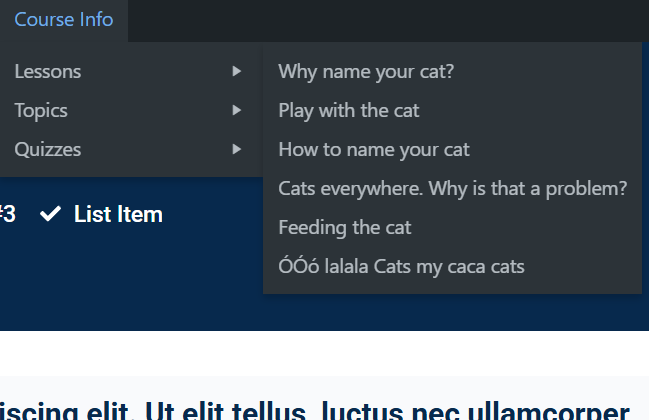 Course Info
Lessons
Topics
Quizzes
Why name your cat?
Play with the cat
How to name your cat
Cats everywhere. Why is that a problem?
Feeding the cat
ÓÓó lalala Cats my caca cats
#3 List Item
iscing elit. Ut elit tellus, luctus nec ullamcorper